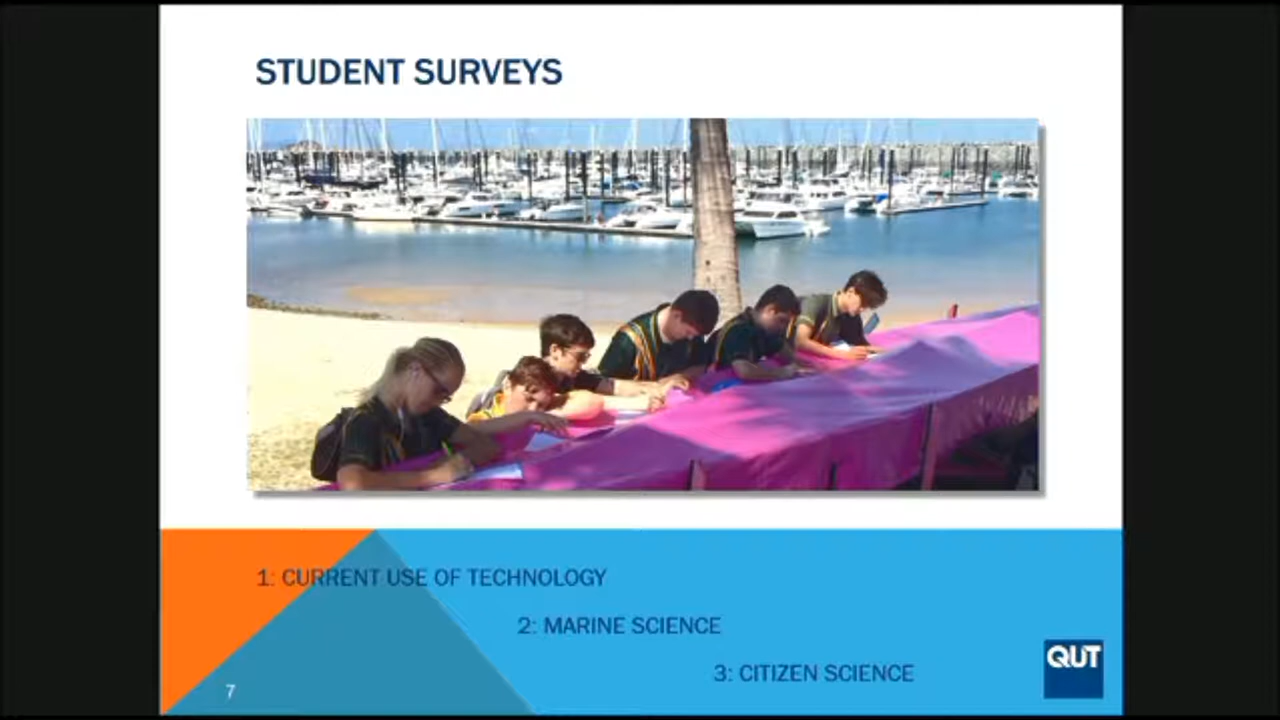 STUDENT SURVEYS
1: CURRENT USE OF TECHNOLOGY
2: MARINE SCIENCE
3: CITIZEN SCIENCE
QUT
7